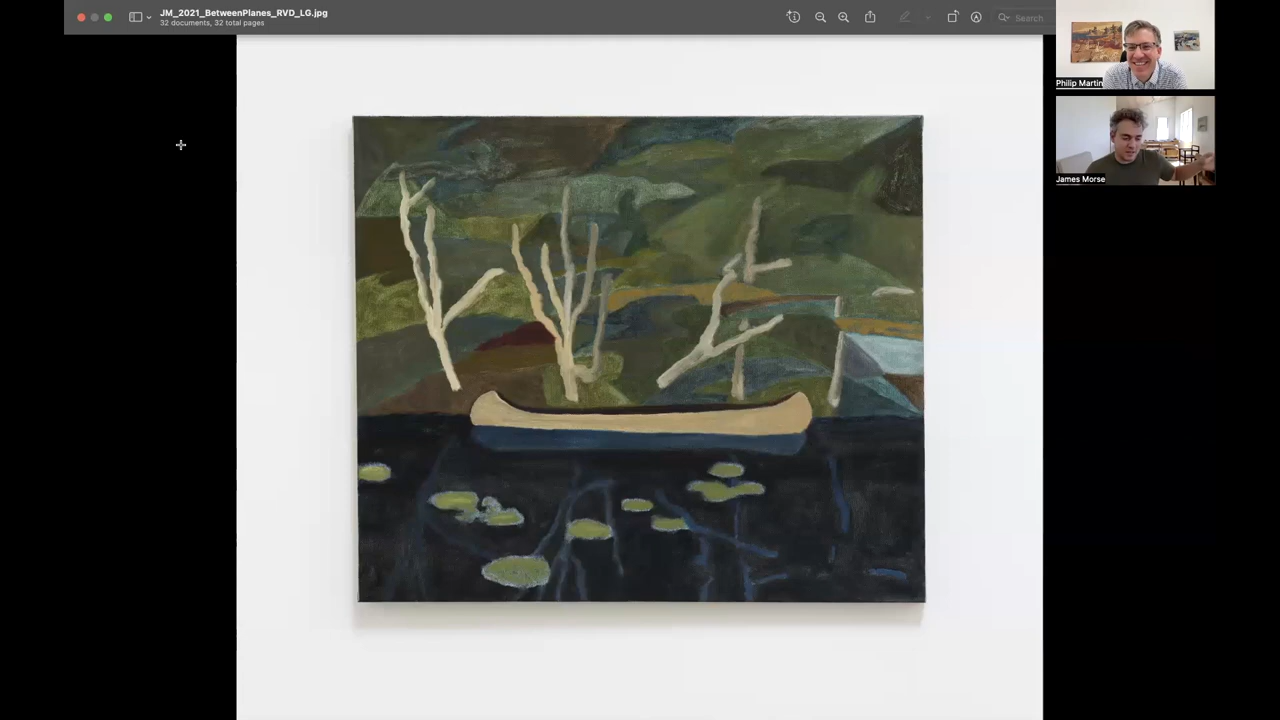 JM_2021_BetweenPlanes_RVD_LG.jpg
32 documents, 32 total pages
Search
Philip Martin
James Morse